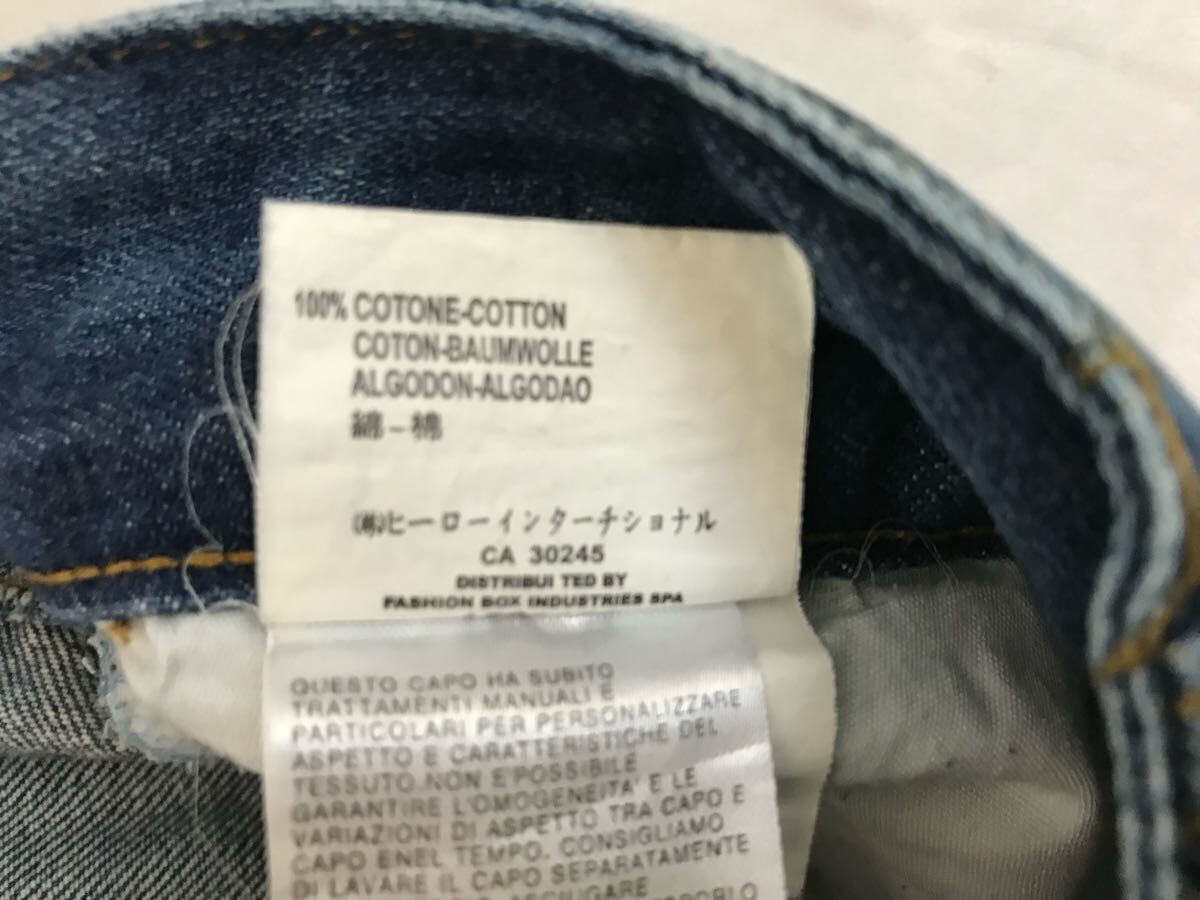 100% COTONE-COTTON
COTON-BAUMWOLLE
ALGODON-ALGODAO
綿-棉
㈱ヒーローインターナショナル
CA 30245
DISTRIBUI TED BY
FASHION BOX INDUSTRIES SPA
QUESTO CAPO HA SUBITO
TRATTAMENTI MANUALI E
PARTICOLARI PER PERSONALIZZARE
ASPETTO E CARATTERISTICHE DEL
TESSUTO.NON E'POSSIBILE
GARANTIRE L'OMOGENEITA' E LE
VARIAZIONI DI ASPETTO TRA CAPO E
CAPO ENEL TEMPO. CONSIGLIAMO
DI LAVARE IL CAPO SEPARATAMENTE
ASCIUGARE